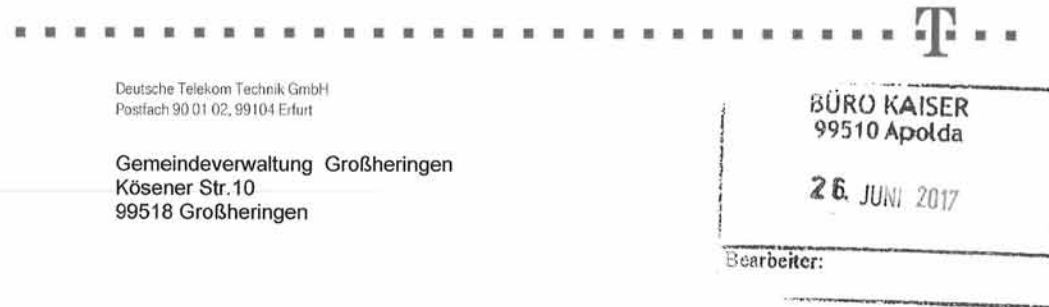 T
Deutsche Telekom Technik GmbH
Postfach 90 01 02, 99104 Erfurt
Gemeindeverwaltung Großheringen
Kösener Str.10
99518 Großheringen
BÜRO KAISER
99510 Apolda
26. JUNI 2017
Bearbeiter: